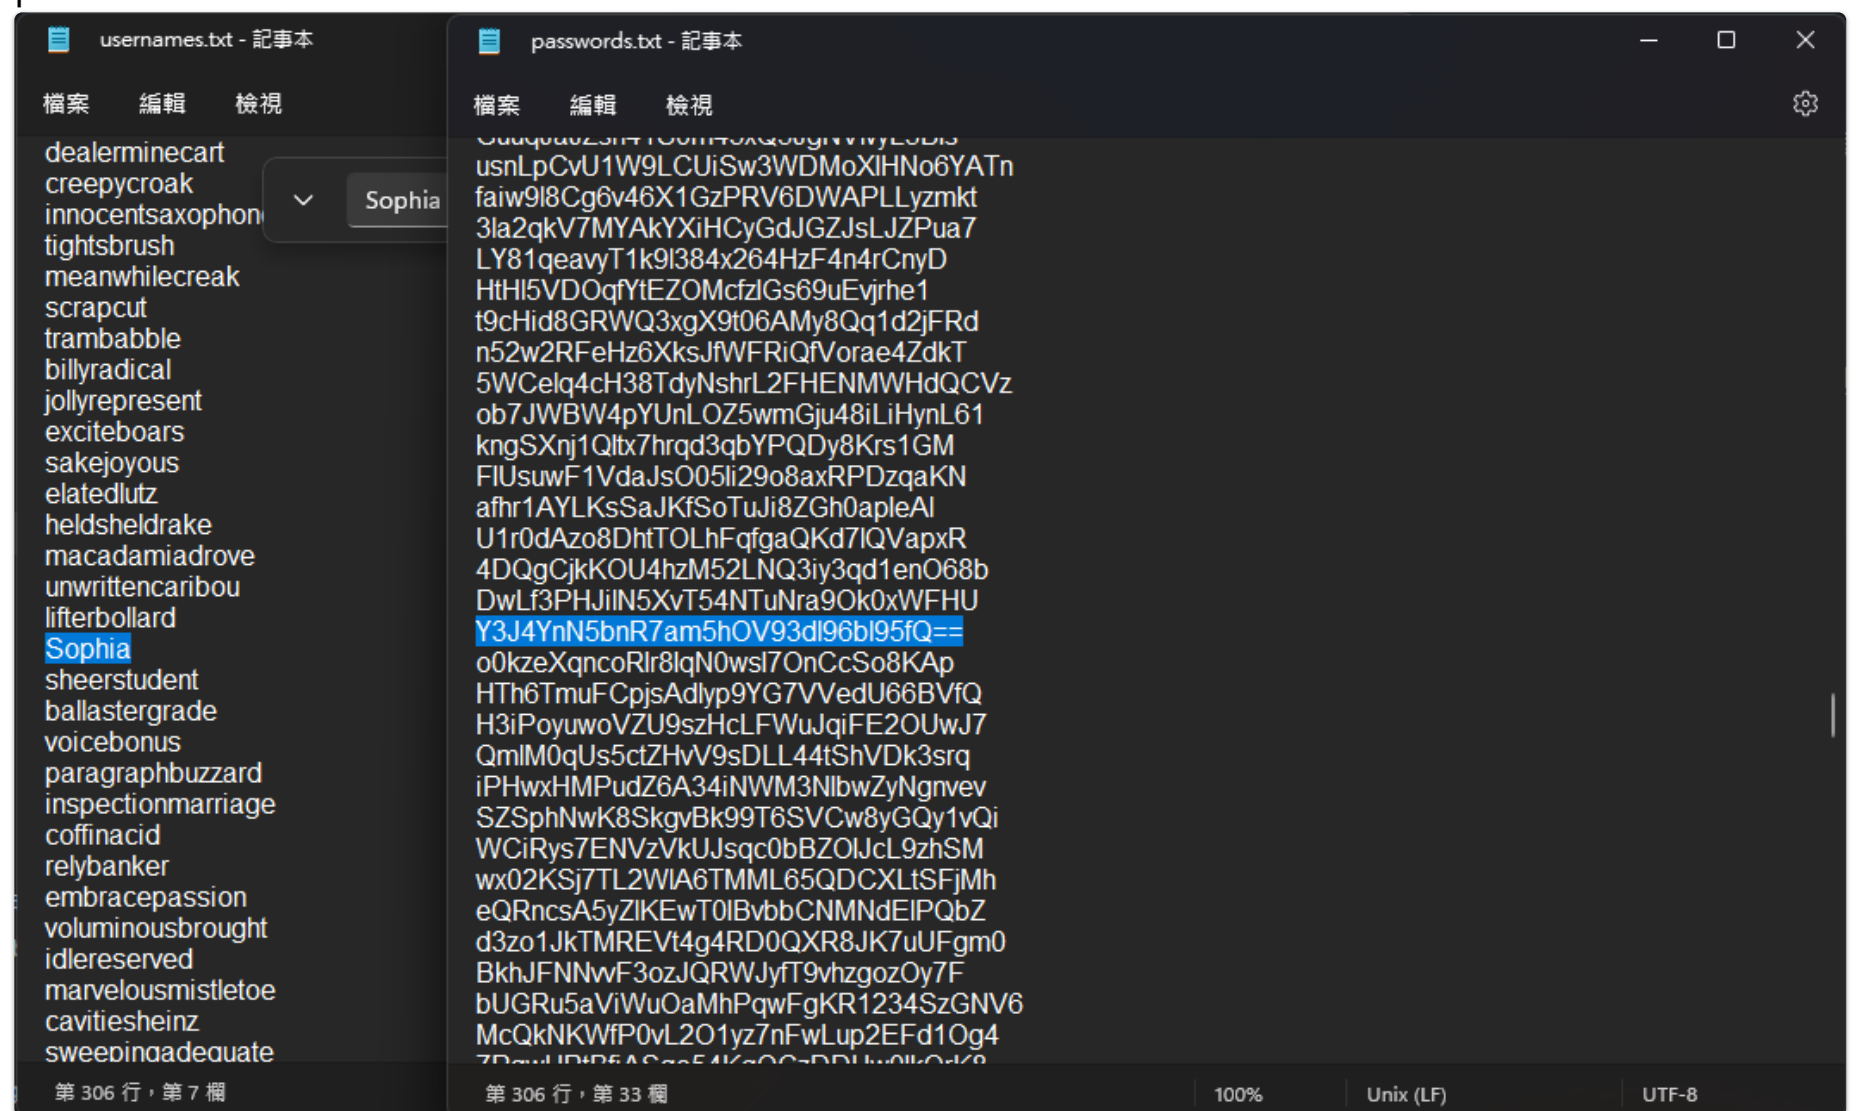 usernames.txt - 記事本
檔案 編輯 檢視
dealerminecart
creepycroak
innocentsaxophon
tightsbrush
meanwhilecreak
scrapcut
trambabble
billyradical
jollyrepresent
exciteboars
sakejoyous
elatedlutz
heldsheldrake
macadamiadrove
unwrittencaribou
lifterbollard
Sophia
sheerstudent
ballastergrade
voicebonus
paragraphbuzzard
inspectionmarriage
coffinacid
relybanker
embracepassion
voluminousbrought
idlereserved
marvelousmistletoe
cavitiesheinz
sweepingadequate
Sophia
第 306 行，第 7 欄
passwords.txt - 記事本
檔案 編輯 檢視
usnLpCvU1W9LCUiSw3WDMoXlHNo6YATn
faiw9l8Cg6v46X1GzPRV6DWAPLLyzmkt
3la2qkV7MYAkYXiHCyGdJGZJsLJZPua7
LY81qeavyT1k9l384x264HzF4n4rCnyD
HtHl5VDOqfYtEZOMcfzlGs69uEvjrhe1
t9cHid8GRWQ3xgX9t06AMy8Qq1d2jFRd
n52w2RFeHz6XksJfWFRiQfVorae4ZdkT
5WCelq4cH38TdyNshrL2FHENMWHdQCVz
ob7JWBW4pYUnLOZ5wmGju48iLiHynL61
kngSXnj1Qltx7hrqd3qbYPQDy8Krs1GM
FlUsuwF1VdaJsO05li29o8axRPDzqaKN
afhr1AYLKsSaJKfSoTuJi8ZGh0apleAl
U1r0dAzo8DhtTOLhFqfgaQKd7lQVapxR
4DQgCjkKOU4hzM52LNQ3iy3qd1enO68b
DwLf3PHJilN5XvT54NTuNra9Ok0xWFHU
Y3J4YnN5bnR7am5hOV93dl96bl95fQ==
o0kzeXqncoRlr8lqN0wsl7OnCcSo8KAp
HTh6TmuFCpjsAdlyp9YG7VVedU66BVfQ
H3iPoyuwoVZU9szHcLFWuJqiFE2OUwJ7
QmlM0qUs5ctZHvV9sDLL44tShVDk3srq
iPHwxHMPudZ6A34iNWM3NlbwZyNgnvev
SZSphNwK8SkgvBk99T6SVCw8yGQy1vQi
WCiRys7ENVzVkUJsqc0bBZOlJcL9zhSM
wx02KSj7TL2WlA6TMML65QDCXLtSFjMh
eQRncsA5yZlKEwT0lBvbbCNMNdElPQbZ
d3zo1JkTMREVt4g4RD0QXR8JK7uUFgm0
BkhJFNNvvF3ozJQRWJyfT9vhzgozOy7F
bUGRu5aViWuOaMhPqwFgKR1234SzGNV6
McQkNKWfP0vL2O1yz7nFwLup2EFd1Og4
第 306 行，第 33 欄
100%
Unix (LF)
UTF-8